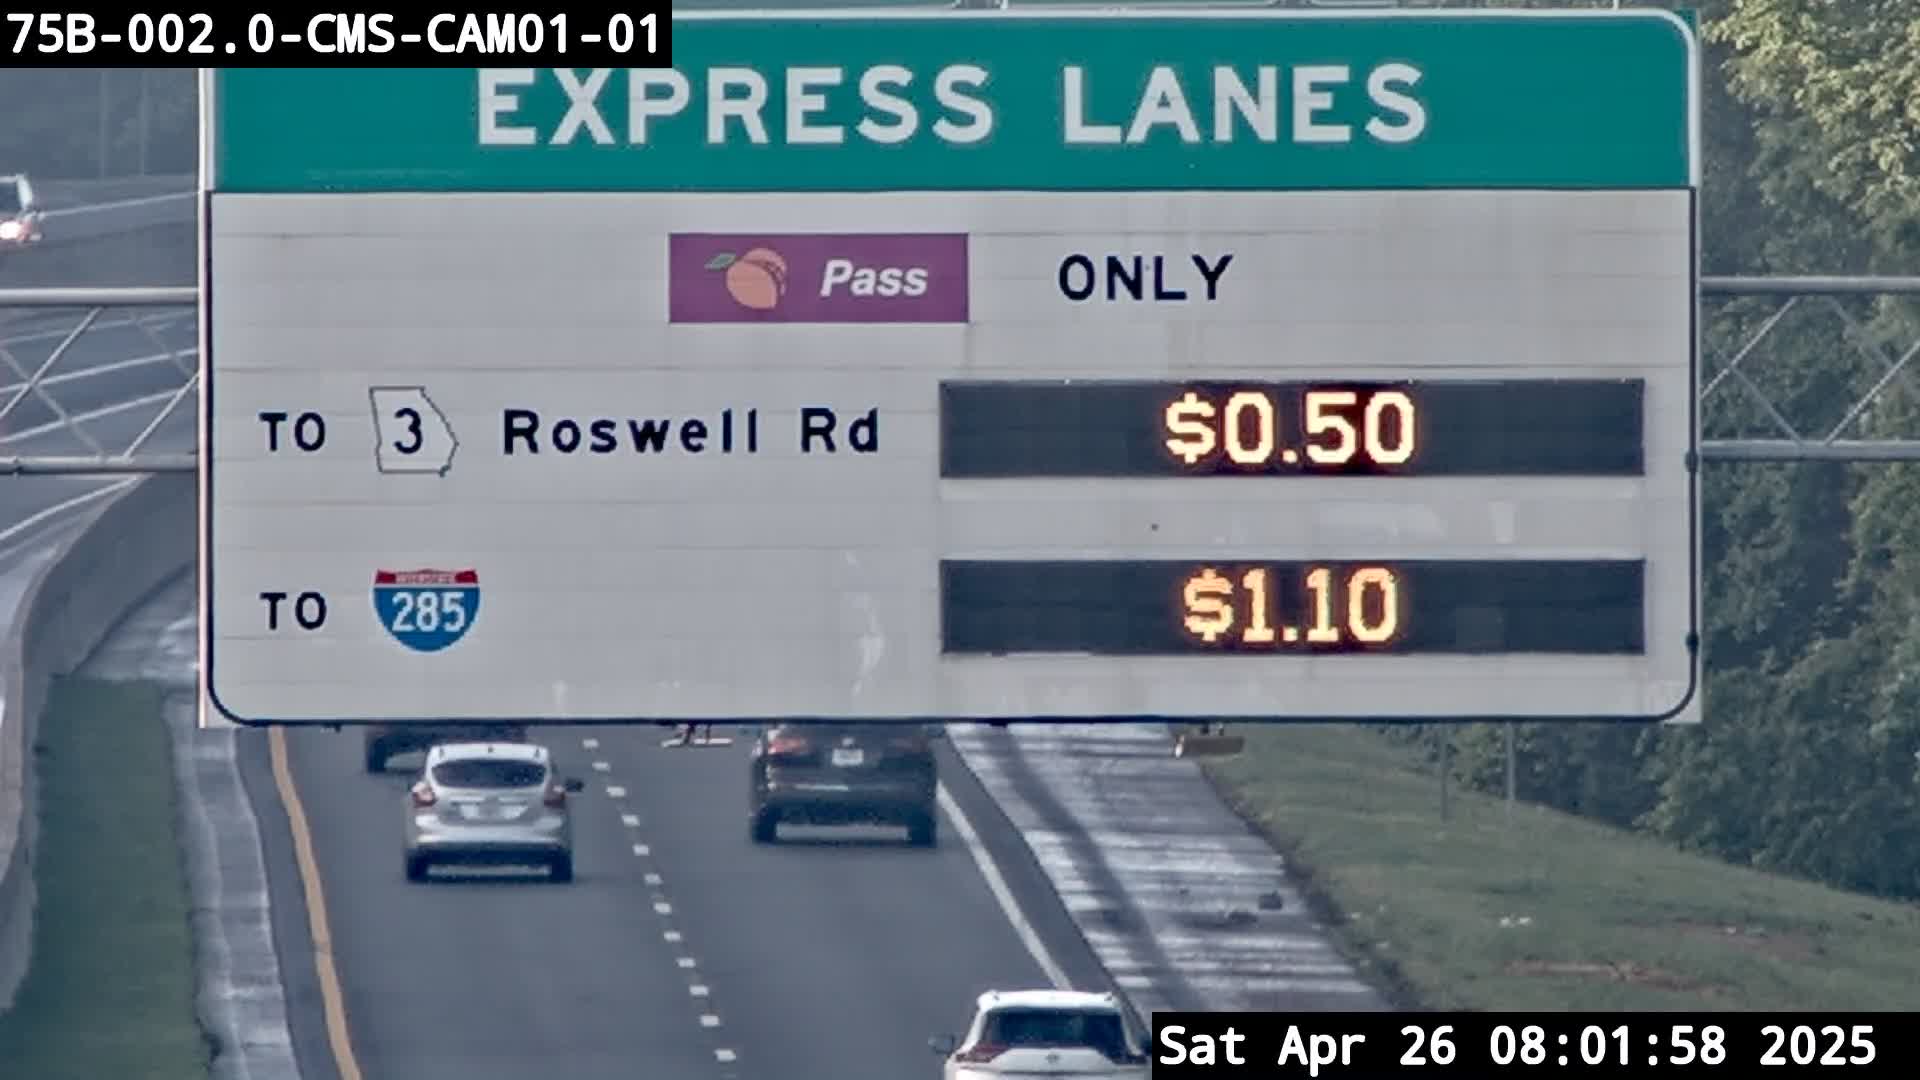 75B-002.0-CMS-CAM01-01
EXPRESS LANES
Pass ONLY
TO 3 Roswell Rd $0.50
TO 285 $1.10
Sat Apr 26 08:01:58 2025